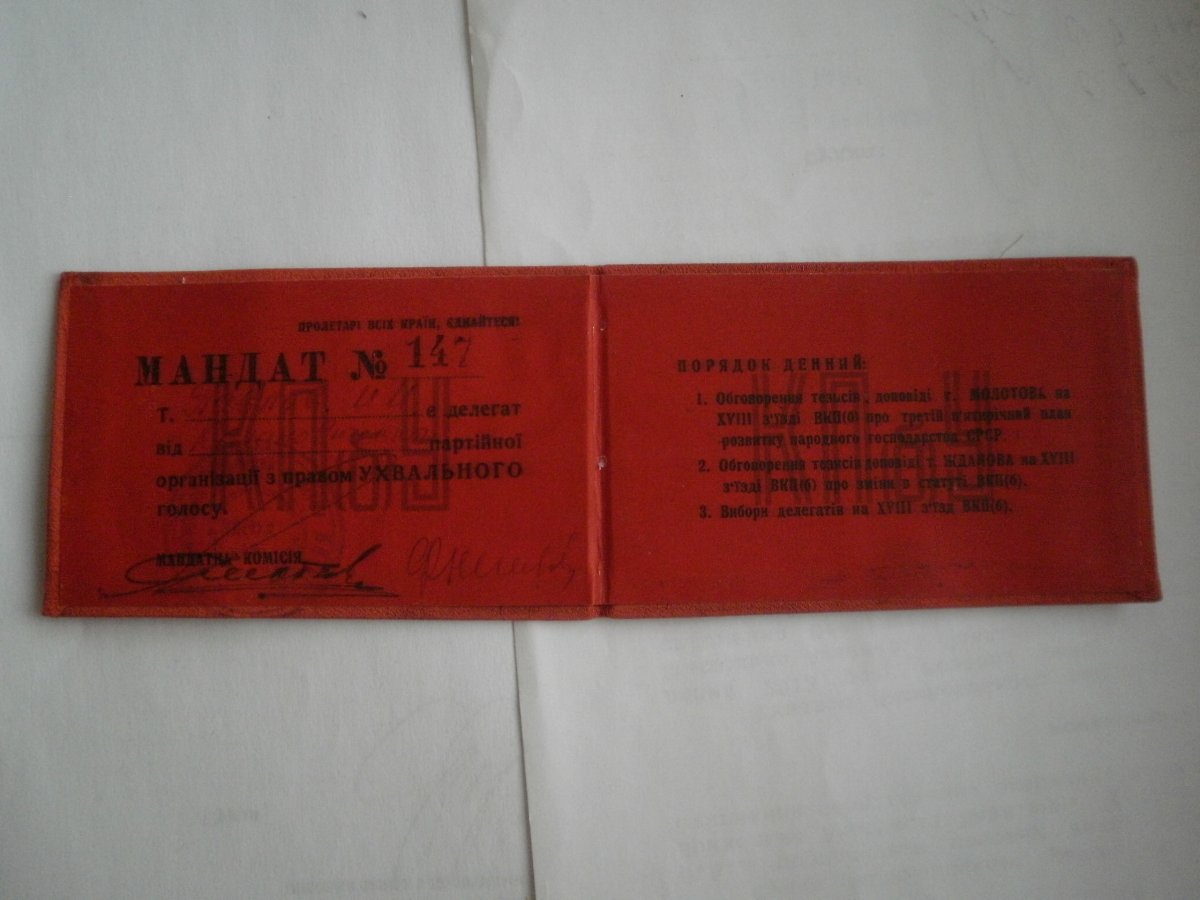 ПРОЛЕТАРІ ВСІХ КРАЇН, ЄДНАЙТЕСЯ!
МАНДАТ № 147
Т. є делегат
від партійної
організації з правом УХВАЛЬНОГО
голосу.
МАНДАТНА КОМІСІЯ
КП(б)У
ПОРЯДОК ДЕННИЙ:
1. Обговорення тезисів доповіді т. МОЛОТОВА на
XVIII з'їзді ВКП(б) про третій п'ятирічний план
розвитку народного господарства СРСР.
2. Обговорення тезисів доповіді т. ЖДАНОВА на XVIII
з'їзді ВКП(б) про зміни в статуті ВКП(б).
3. Вибори делегатів на XVIII з'їзд ВКП(б).
КП(б)У